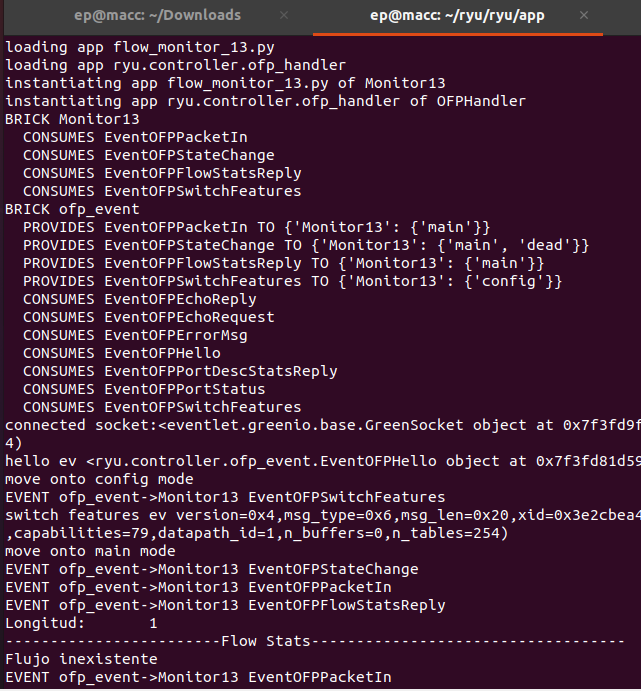 ep@macc: ~/Downloads × ep@macc: ~/ryu/ryu/app ×
loading app flow_monitor_13.py
loading app ryu.controller.ofp_handler
instantiating app flow_monitor_13.py of Monitor13
instantiating app ryu.controller.ofp_handler of OFPHandler
BRICK Monitor13
  CONSUMES EventOFPPacketIn
  CONSUMES EventOFPStateChange
  CONSUMES EventOFPFlowStatsReply
  CONSUMES EventOFPSwitchFeatures
BRICK ofp_event
  PROVIDES EventOFPPacketIn TO {'Monitor13': {'main'}}
  PROVIDES EventOFPStateChange TO {'Monitor13': {'main', 'dead'}}
  PROVIDES EventOFPFlowStatsReply TO {'Monitor13': {'main'}}
  PROVIDES EventOFPSwitchFeatures TO {'Monitor13': {'config'}}
  CONSUMES EventOFPEchoReply
  CONSUMES EventOFPEchoRequest
  CONSUMES EventOFPErrorMsg
  CONSUMES EventOFPHello
  CONSUMES EventOFPPortDescStatsReply
  CONSUMES EventOFPPortStatus
  CONSUMES EventOFPSwitchFeatures
connected socket:<eventlet.greenio.base.GreenSocket object at 0x7f3fd9f
4)
hello ev <ryu.controller.ofp_event.EventOFPHello object at 0x7f3fd81d59
move onto config mode
EVENT ofp_event->Monitor13 EventOFPSwitchFeatures
switch features ev version=0x4,msg_type=0x6,msg_len=0x20,xid=0x3e2cbea4
,capabilities=79,datapath_id=1,n_buffers=0,n_tables=254)
move onto main mode
EVENT ofp_event->Monitor13 EventOFPStateChange
EVENT ofp_event->Monitor13 EventOFPPacketIn
EVENT ofp_event->Monitor13 EventOFPFlowStatsReply
Longitud:       1
------------------------Flow Stats-----------------------------------
Flujo inexistente
EVENT ofp_event->Monitor13 EventOFPPacketIn